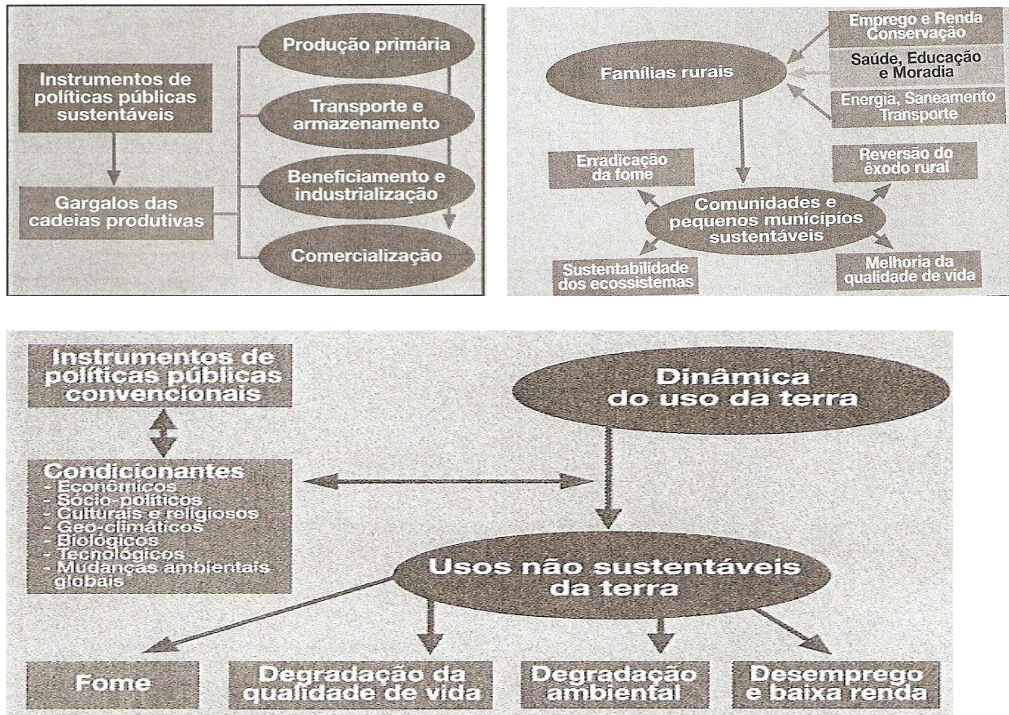 Instrumentos de
políticas públicas
sustentáveis
Gargalos das
cadeias produtivas
Produção primária
Transporte e
armazenamento
Beneficiamento e
industrialização
Comercialização
Famílias rurais
Emprego e Renda
Conservação
Saúde, Educação
e Moradia
Energia, Saneamento
Transporte
Erradicação
da fome
Reversão do
êxodo rural
Comunidades e
pequenos municípios
sustentáveis
Sustentabilidade
dos ecossistemas
Melhoria da
qualidade de vida
Instrumentos de
políticas públicas
convencionais
Dinâmica
do uso da terra
Condicionantes
- Econômicos
- Sócio-políticos
- Culturais e religiosos
- Geo-climáticos
- Biológicos
- Tecnológicos
- Mudanças ambientais
globais
Usos não sustentáveis
da terra
Fome
Degradação da
qualidade de vida
Degradação
ambiental
Desemprego
e baixa renda